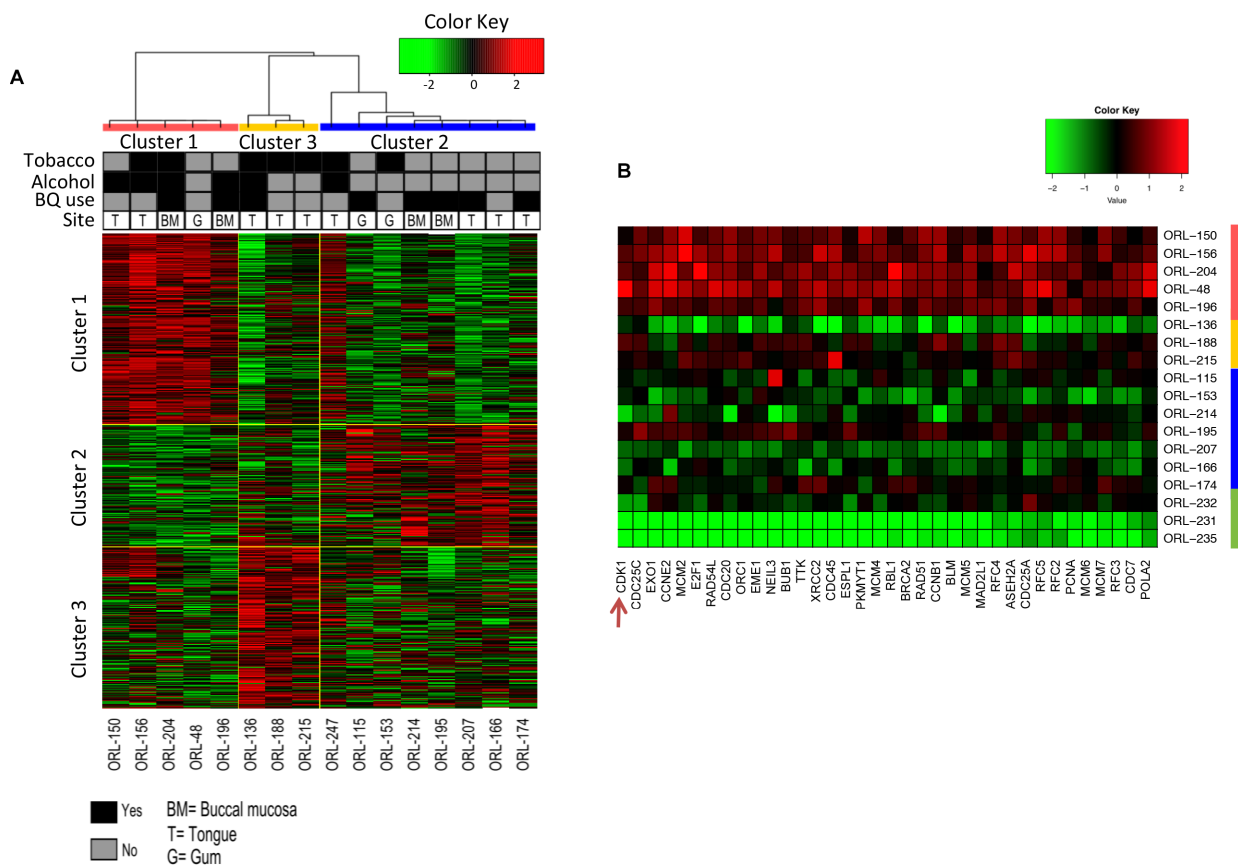 A
Color Key
-2
0
2
Cluster 1
Cluster 3
Cluster 2
Tobacco
Alcohol
BQ use
Site
T T BM G BM T T T T G G BM BM T T T
Cluster 1
Cluster 2
Cluster 3
ORL-150
ORL-156
ORL-204
ORL-48
ORL-196
ORL-136
ORL-188
ORL-215
ORL-247
ORL-115
ORL-153
ORL-214
ORL-195
ORL-207
ORL-166
ORL-174
Yes
No
BM= Buccal mucosa
T= Tongue
G= Gum
B
Color Key
−2 −1 0 1 2
Value
ORL−150
ORL−156
ORL−204
ORL−48
ORL−196
ORL−136
ORL−188
ORL−215
ORL−115
ORL−153
ORL−214
ORL−195
ORL−207
ORL−166
ORL−174
ORL−232
ORL−231
ORL−235
CDK1
CDC25C
EXO1
CCNE2
MCM2
E2F1
RAD54L
CDC20
ORC1
EME1
NEIL3
BUB1
TTK
XRCC2
CDC45
ESPL1
PKMYT1
MCM4
RBL1
BRCA2
RAD51
CCNB1
BLM
MCM5
MAD2L1
RFC4
ASEH2A
CDC25A
RFC5
RFC2
PCNA
MCM6
MCM7
RFC3
CDC7
POLA2